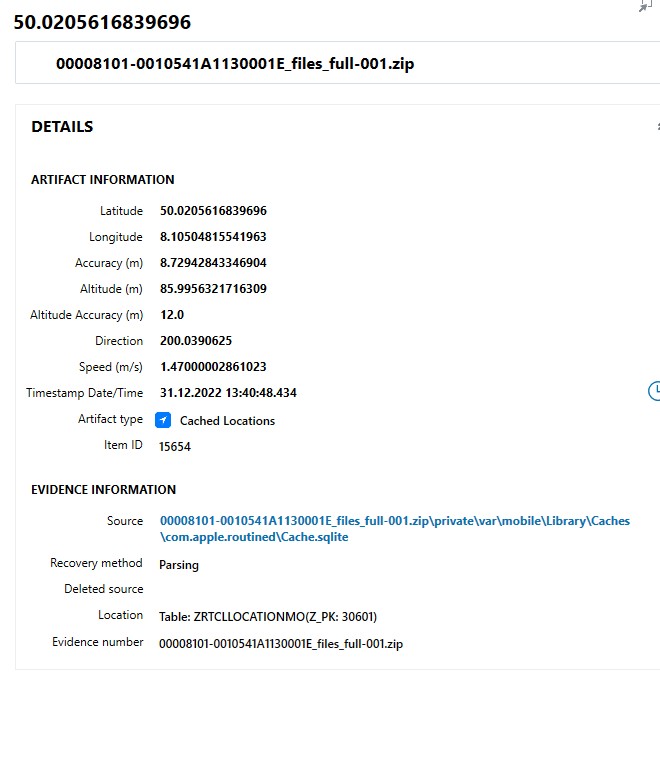 50.0205616839696
00008101-0010541A1130001E_files_full-001.zip
DETAILS
ARTIFACT INFORMATION
Latitude 50.0205616839696
Longitude 8.10504815541963
Accuracy (m) 8.72942843346904
Altitude (m) 85.9956321716309
Altitude Accuracy (m) 12.0
Direction 200.0390625
Speed (m/s) 1.47000002861023
Timestamp Date/Time 31.12.2022 13:40:48.434
Artifact type Cached Locations
Item ID 15654
EVIDENCE INFORMATION
Source 00008101-0010541A1130001E_files_full-001.zip\private\var\mobile\Library\Caches
\com.apple.routined\Cache.sqlite
Recovery method Parsing
Deleted source
Location Table: ZRTCLLOCATIONMO(Z_PK: 30601)
Evidence number 00008101-0010541A1130001E_files_full-001.zip